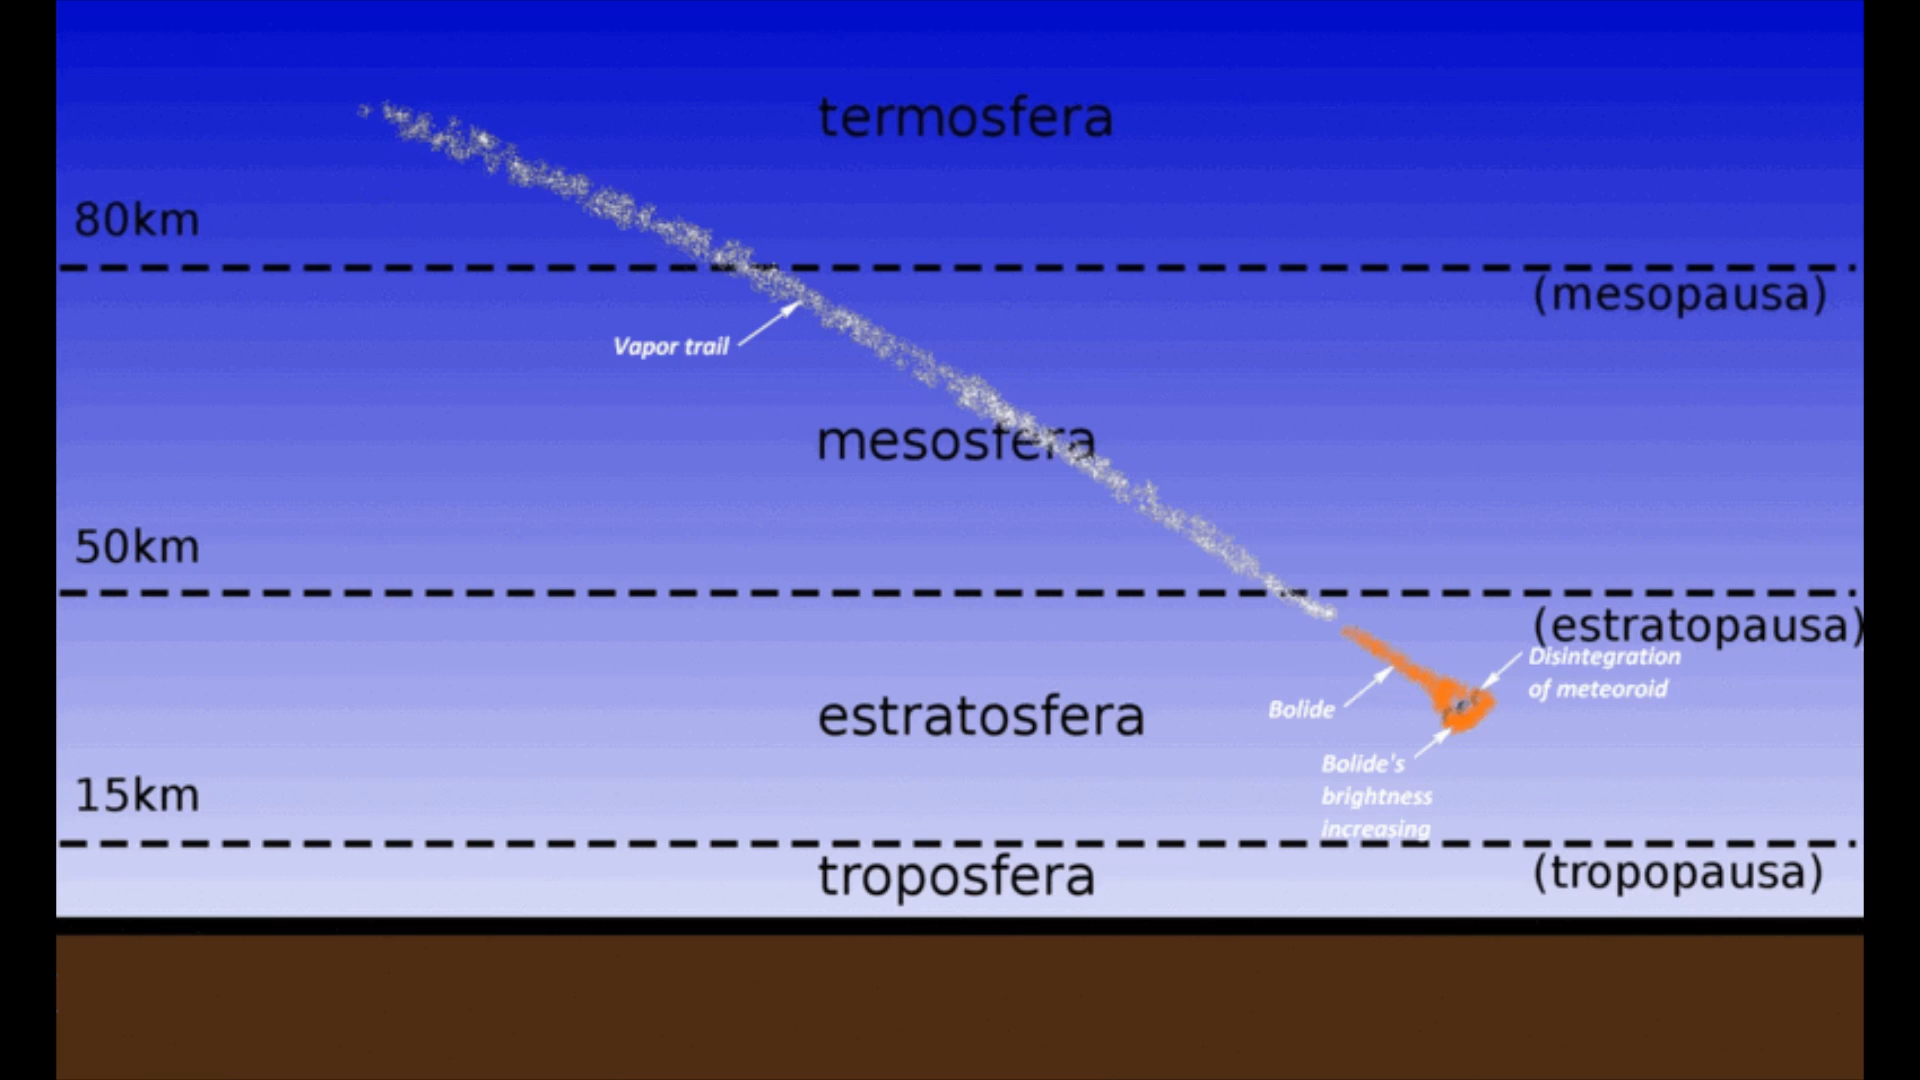 termosfera
80km
(mesopausa)
Vapor trail
mesosfera
50km
(estratopausa)
Disintegration
of meteoroid
Bolide
estratosfera
Bolide's
brightness
increasing
15km
troposfera
(tropopausa)